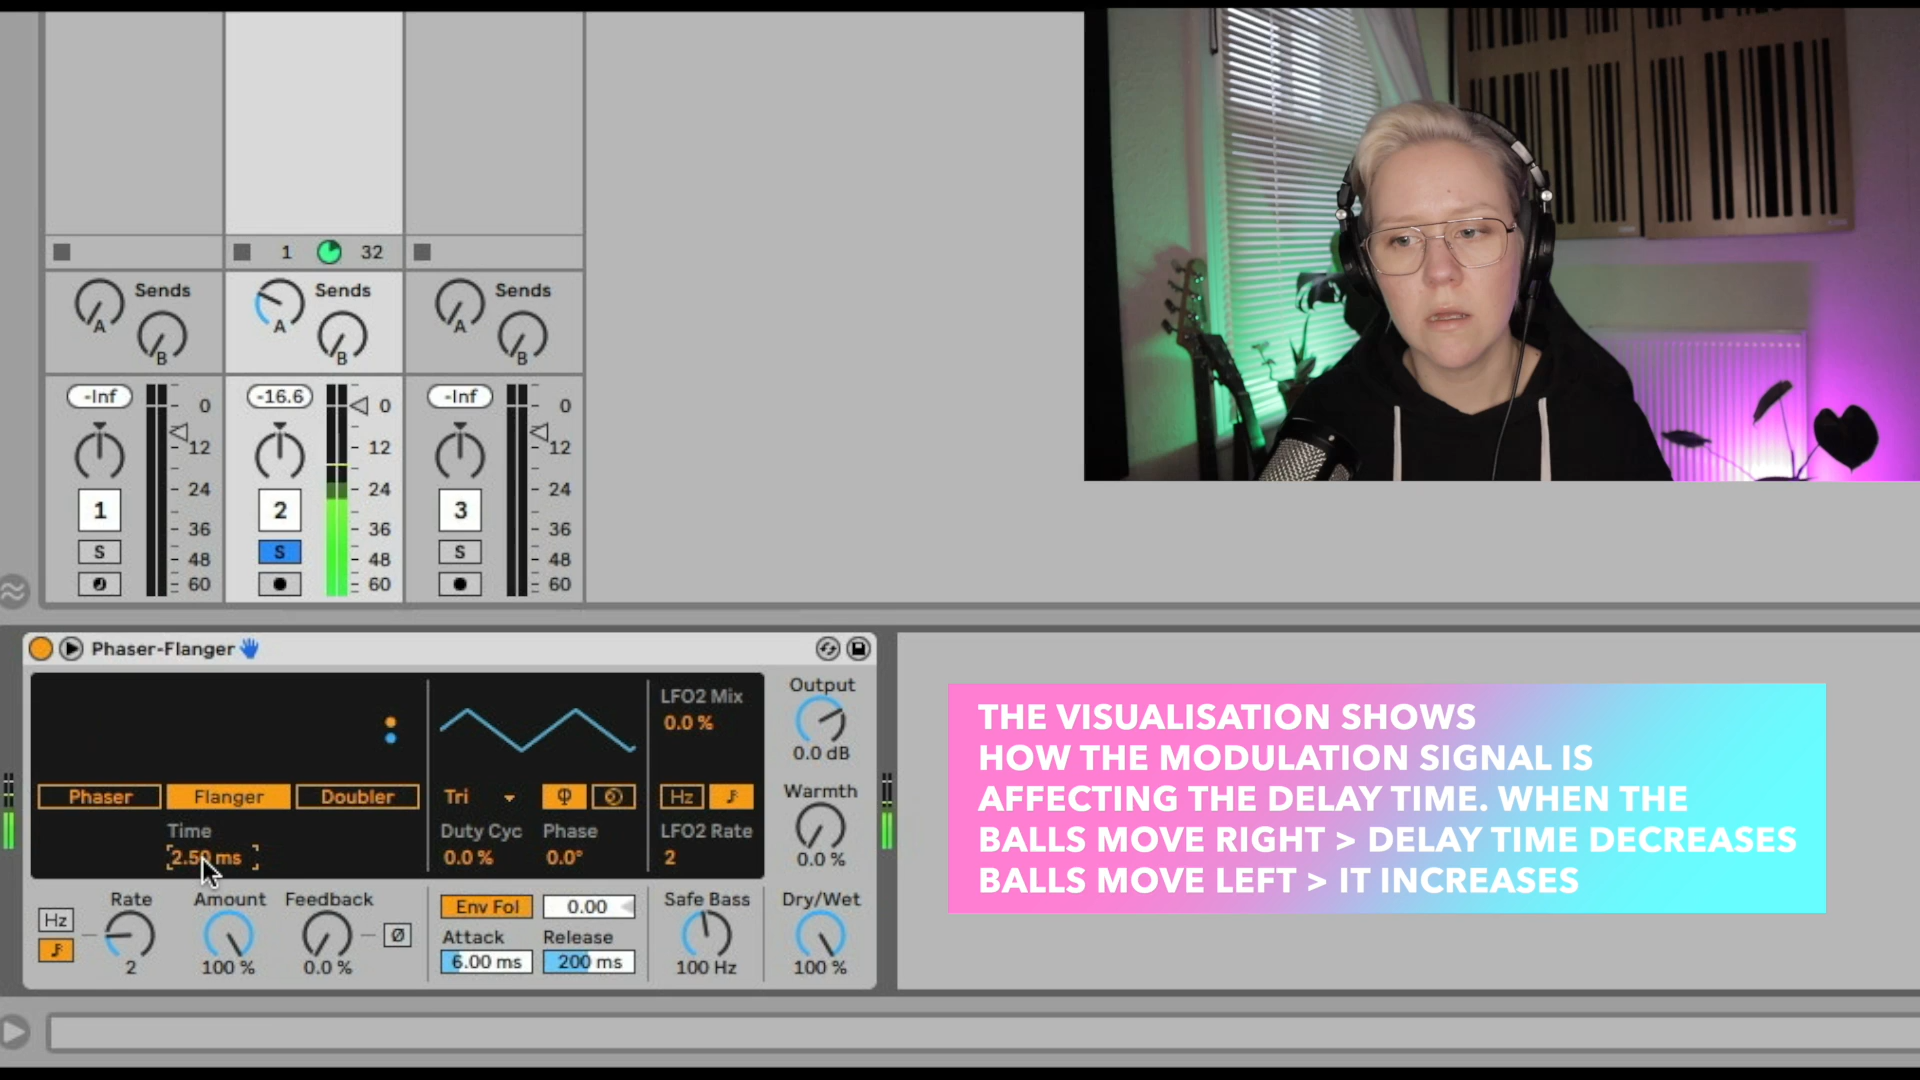 1 32
Sends Sends Sends
A A A
B B B
-Inf -16.6 -Inf
0 0 0
12 12 12
24 24 24
1 2 3
36 36 36
S S S
48 48 48
60 60 60
Phaser-Flanger
Output
0.0 dB
LFO2 Mix
0.0 %
Phaser Flanger Doubler
Tri
Hz
Warmth
0.0 %
Time
2.50 ms
Duty Cyc Phase
0.0 % 0.0°
LFO2 Rate
2
Rate Amount Feedback
Hz
Ø
2 100 % 0.0 %
Env Fol 0.00
Attack Release
6.00 ms 200 ms
Safe Bass
100 Hz
Dry/Wet
100 %
THE VISUALISATION SHOWS
HOW THE MODULATION SIGNAL IS
AFFECTING THE DELAY TIME. WHEN THE
BALLS MOVE RIGHT > DELAY TIME DECREASES
BALLS MOVE LEFT > IT INCREASES